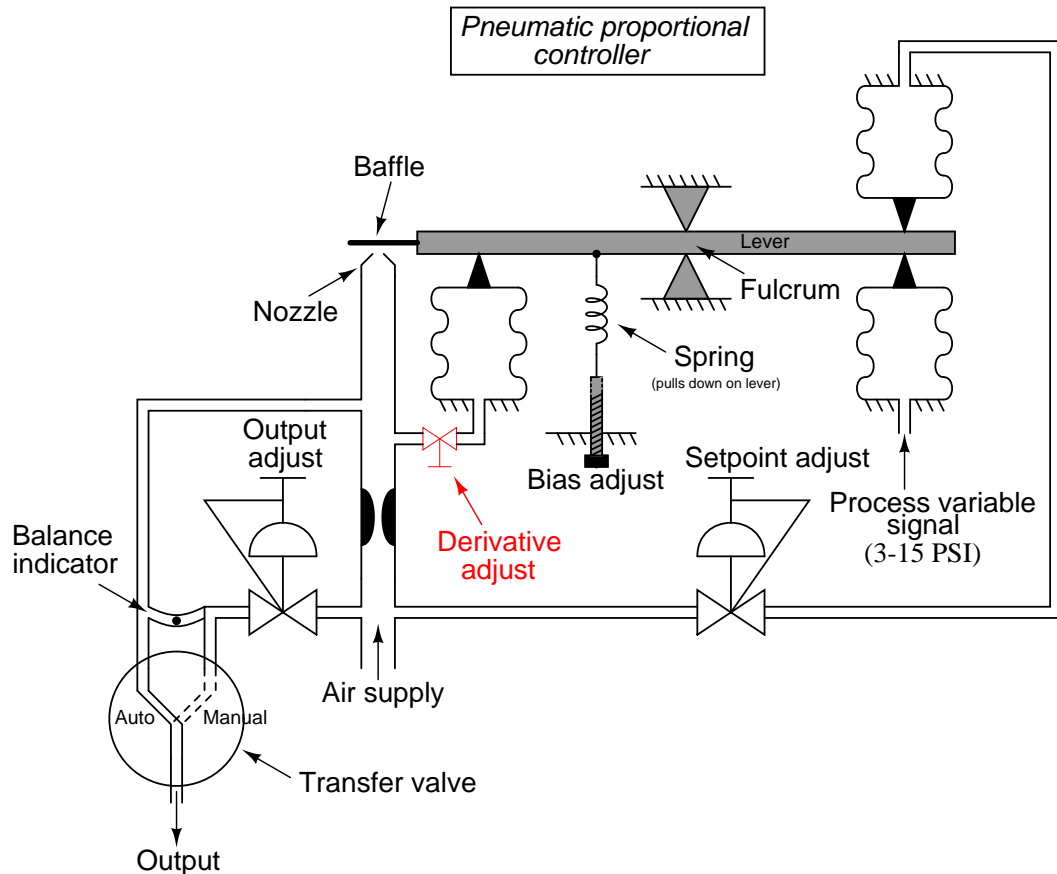 Pneumatic proportional
controller
Baffle
Lever
Nozzle
Fulcrum
Spring
(pulls down on lever)
Output
adjust
Bias adjust
Setpoint adjust
Process variable
signal
(3-15 PSI)
Derivative
adjust
Balance
indicator
Air supply
Auto
Manual
Transfer valve
Output